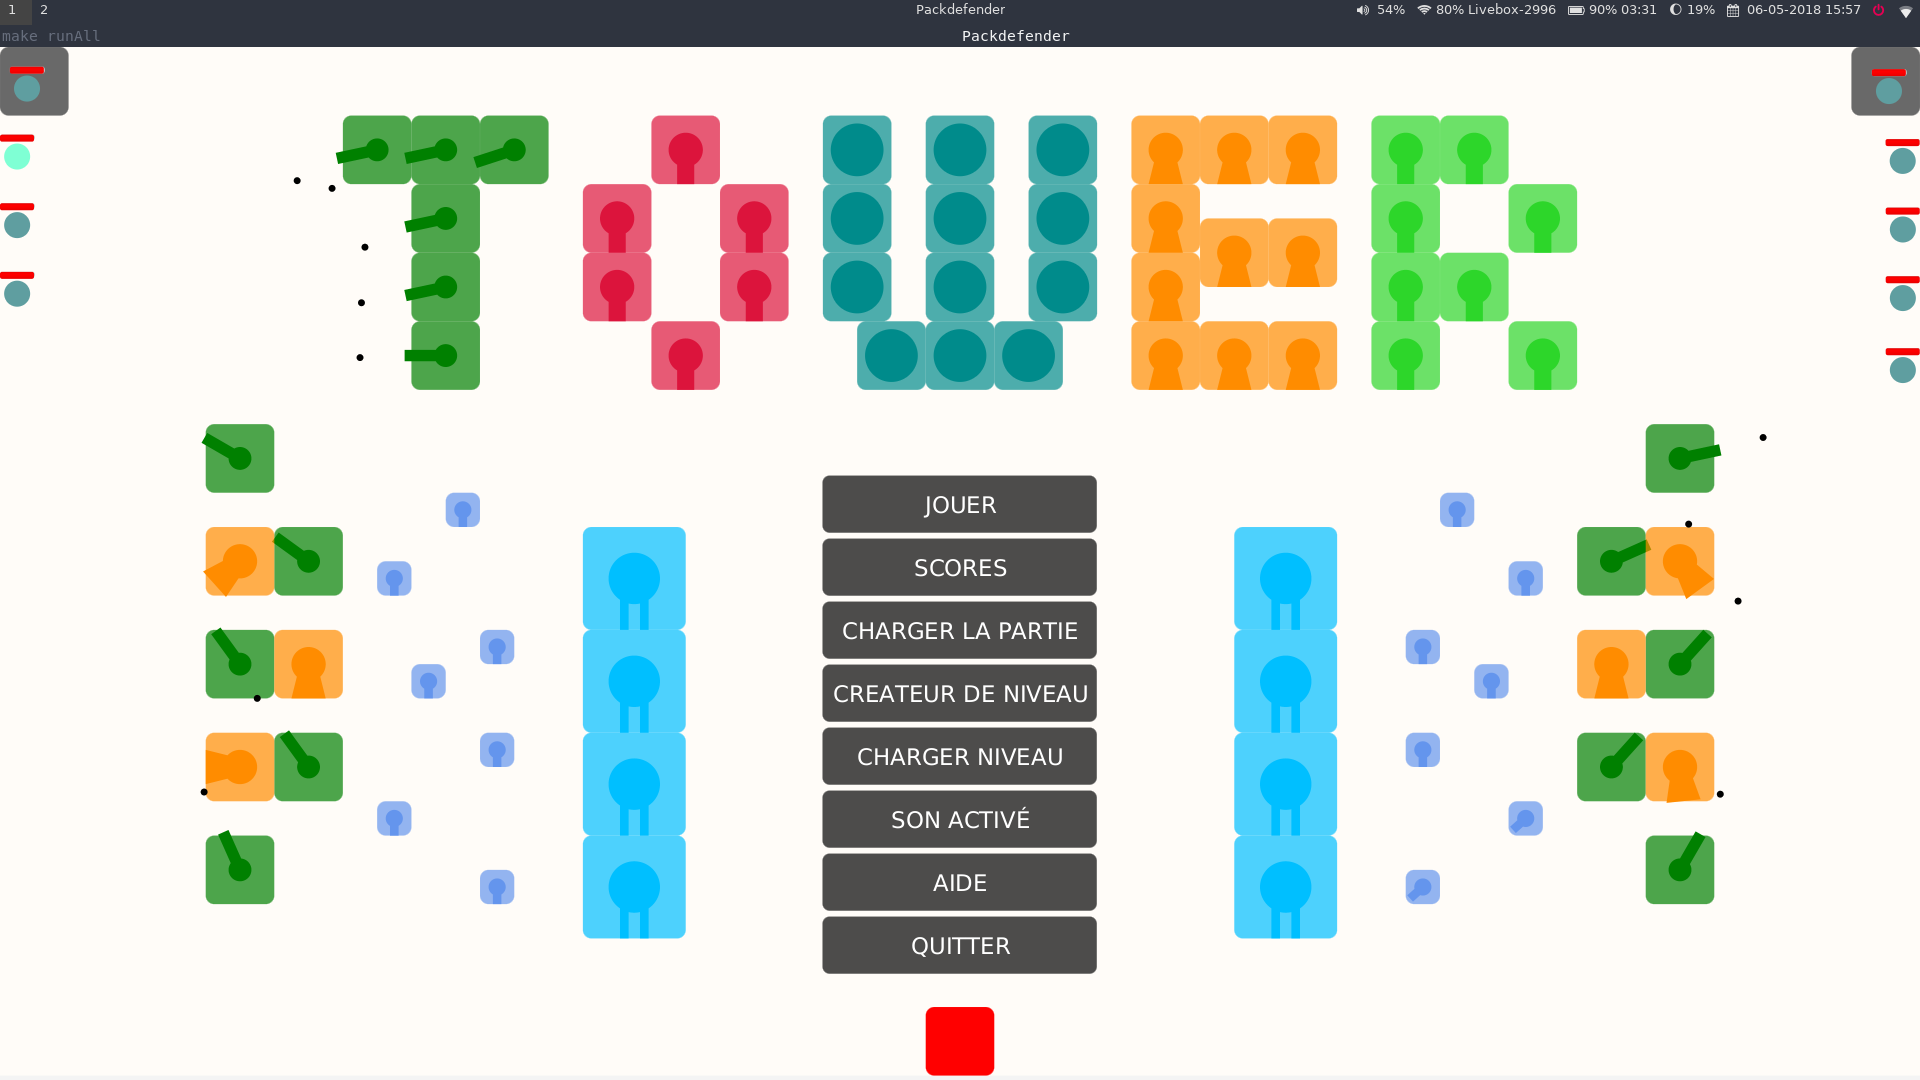 1 2 Packdefender 54% 80% Livebox-2996 90% 03:31 19% 06-05-2018 15:57
make runAll Packdefender
TOWER
JOUER
SCORES
CHARGER LA PARTIE
CREATEUR DE NIVEAU
CHARGER NIVEAU
SON ACTIVÉ
AIDE
QUITTER